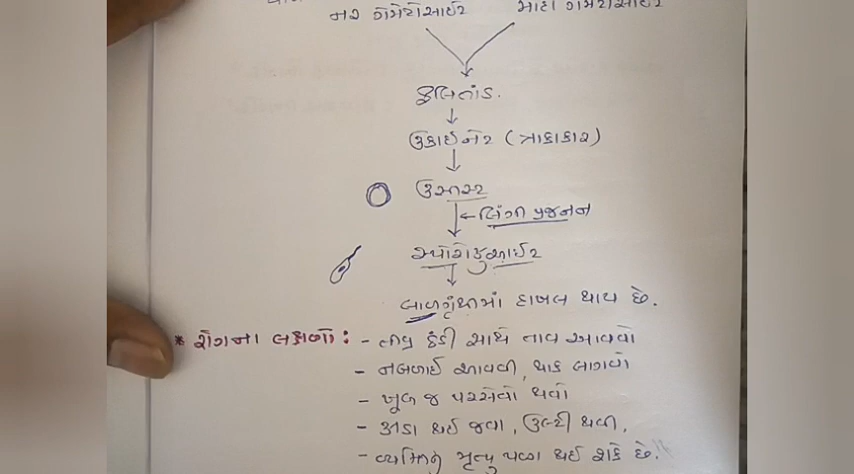 નર ગેમેટોસાઈટ માદા ગેમેટોસાઈટ
ફલિતાંડ.
ઉકાઈનેટ (ત્રાકાકાર)
ઉસાસ્ટ
← લિંગી પ્રજનન
સ્પોરોઝુઆઈટ
લાળગ્રંથીમાં દાખલ થાય છે.
* રોગના લક્ષણો : - તીવ્ર ઠંડી સાથે તાવ આવવો
- નબળાઈ આવવી, થાક લાગવો
- ખૂબ જ પરસેવો થવો
- ઝાડા થઈ જવા, ઉલ્ટી થવી,
- વ્યક્તિનું મૃત્યુ પણ થઈ શકે છે.